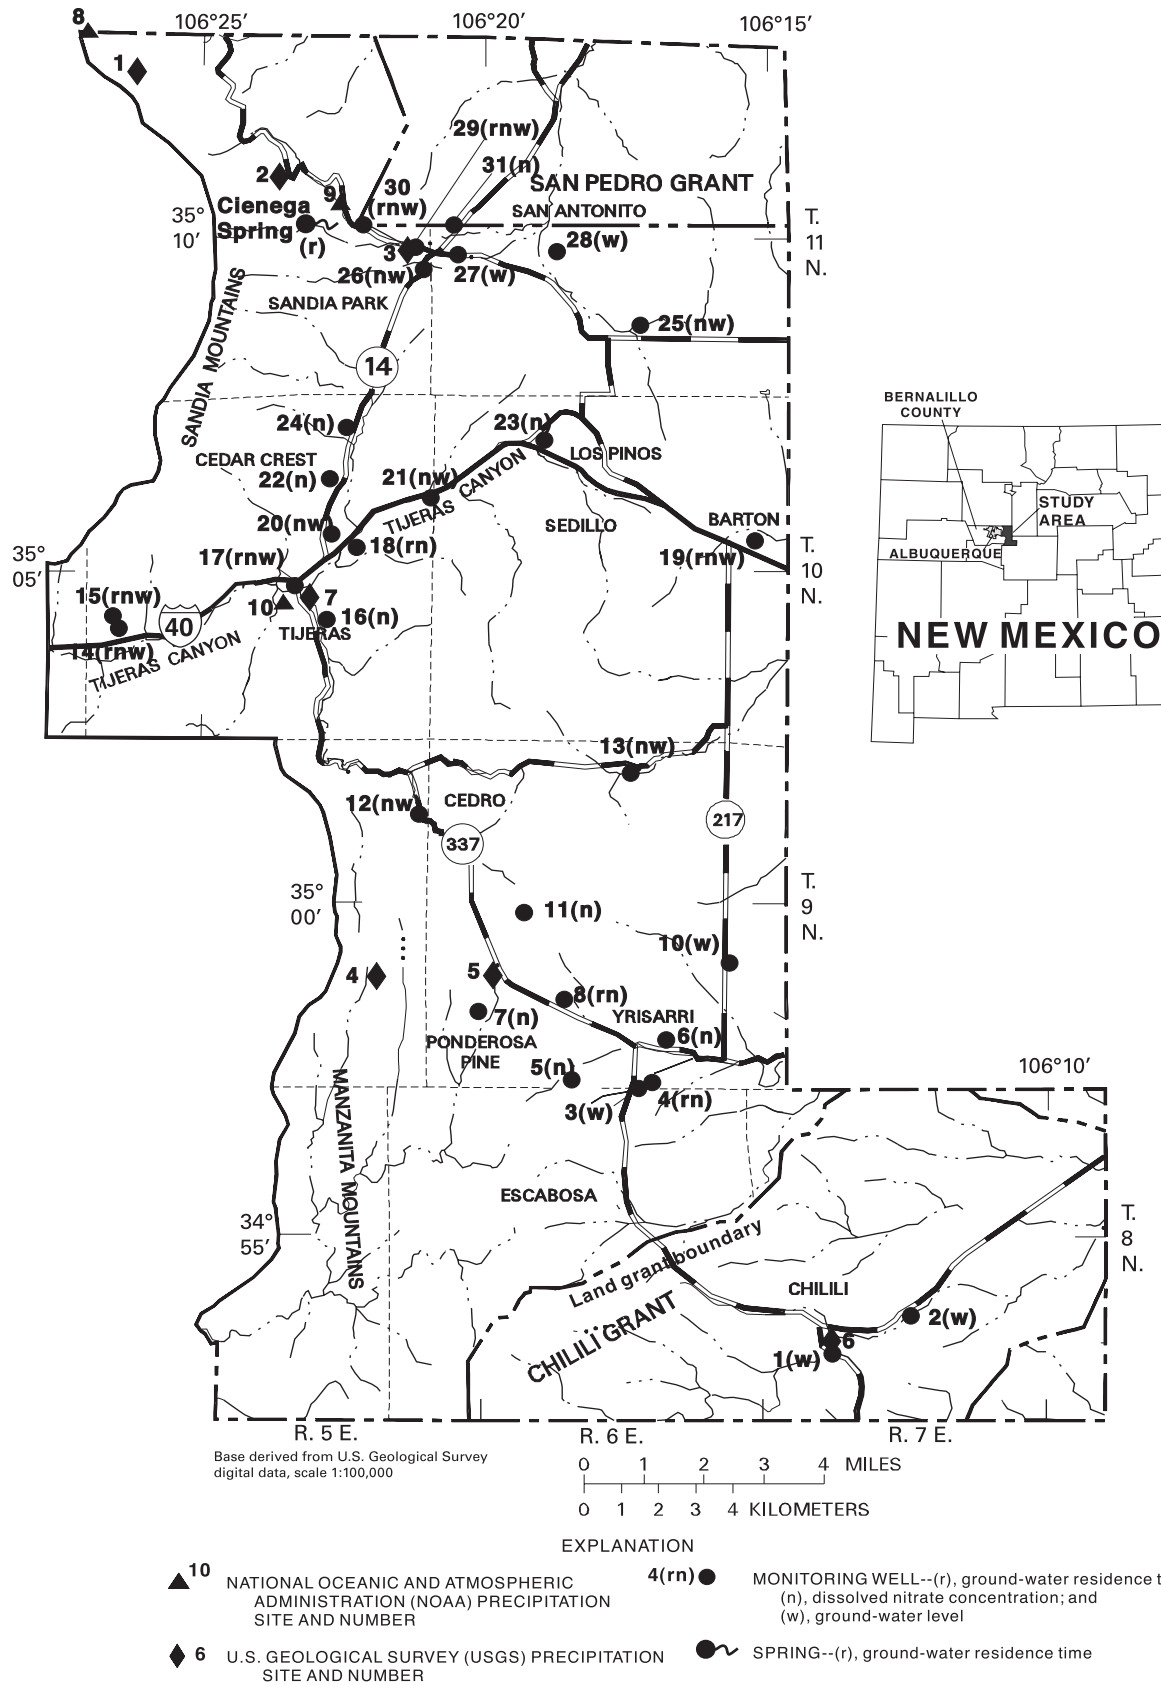 8
106°25′
106°20′
106°15′
1
29(rnw)
31(n)
2
9
30
(rnw)
SAN PEDRO GRANT
Cienega
Spring
(r)
SAN ANTONITO
35°
10′
T.
11
N.
3
28(w)
26(nw)
27(w)
SANDIA PARK
SANDIA MOUNTAINS
25(nw)
14
BERNALILLO
COUNTY
24(n)
23(n)
CEDAR CREST
LOS PINOS
22(n)
21(nw)
TIJERAS CANYON
STUDY
AREA
20(nw)
SEDILLO
BARTON
ALBUQUERQUE
18(rn)
17(rnw)
19(rnw)
35°
05′
T.
10
N.
15(rnw)
10
7
16(n)
40
TIJERAS
NEW MEXICO
14(rnw)
TIJERAS CANYON
13(nw)
12(nw)
CEDRO
217
337
35°
00′
T.
9
N.
11(n)
10(w)
4
5
8(rn)
7(n)
YRISARRI
6(n)
PONDEROSA
PINE
5(n)
106°10′
3(w)
4(rn)
MANZANITA MOUNTAINS
ESCABOSA
34°
55′
T.
8
N.
Land grant boundary
CHILILI
CHILILI GRANT
2(w)
6
1(w)
R. 5 E.
R. 6 E.
R. 7 E.
Base derived from U.S. Geological Survey
digital data, scale 1:100,000
0 1 2 3 4 MILES
0 1 2 3 4 KILOMETERS
EXPLANATION
10
NATIONAL OCEANIC AND ATMOSPHERIC
ADMINISTRATION (NOAA) PRECIPITATION
SITE AND NUMBER
6
U.S. GEOLOGICAL SURVEY (USGS) PRECIPITATION
SITE AND NUMBER
4(rn)
MONITORING WELL--(r), ground-water residence t
(n), dissolved nitrate concentration; and
(w), ground-water level
SPRING--(r), ground-water residence time